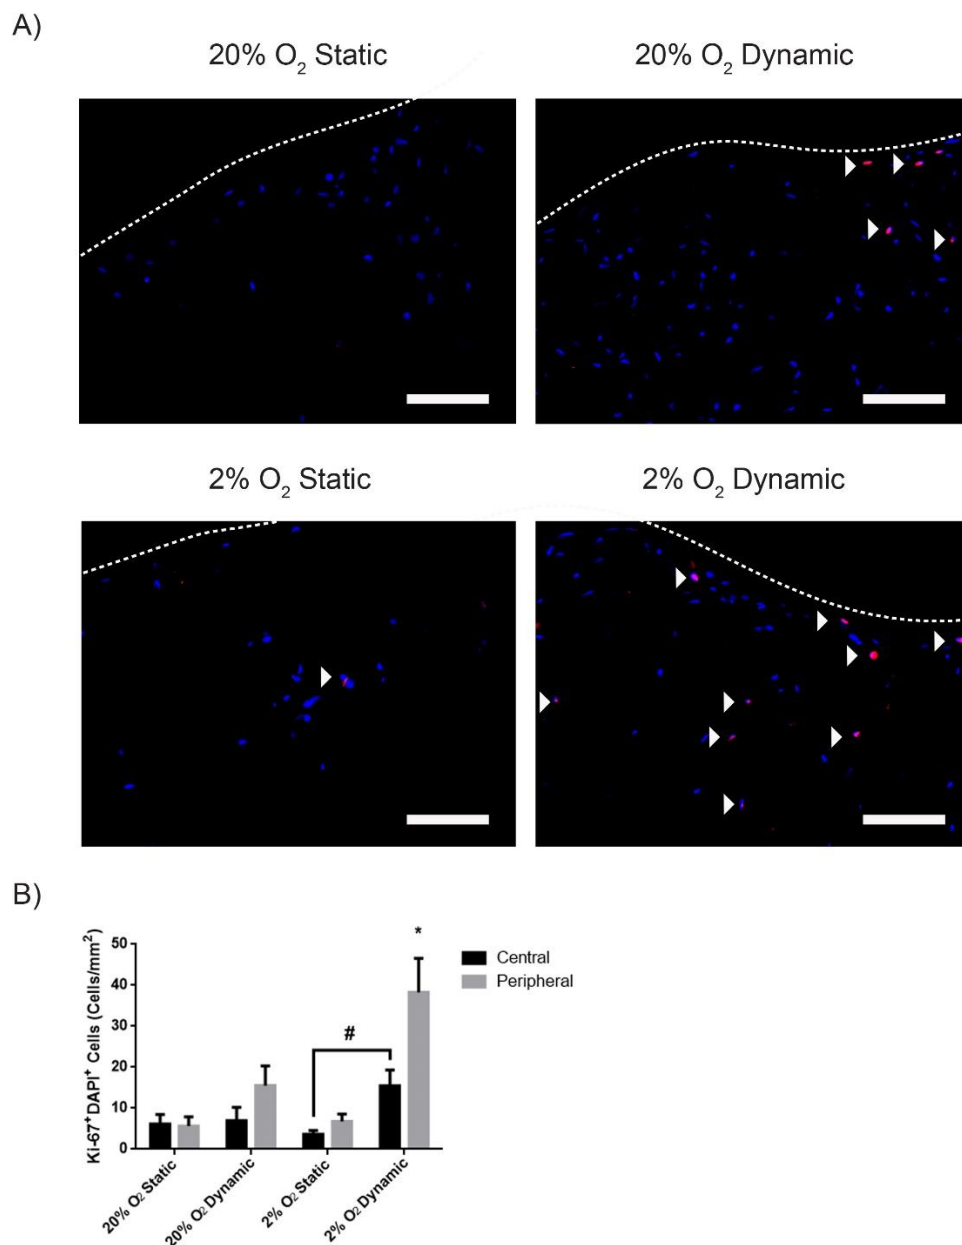 A)
20% O₂ Static
20% O₂ Dynamic
2% O₂ Static
2% O₂ Dynamic
B)
Ki-67⁺DAPI⁺ Cells (Cells/mm²)
50
40
30
20
10
0
*
#
Central
Peripheral
20% O₂ Static
20% O₂ Dynamic
2% O₂ Static
2% O₂ Dynamic